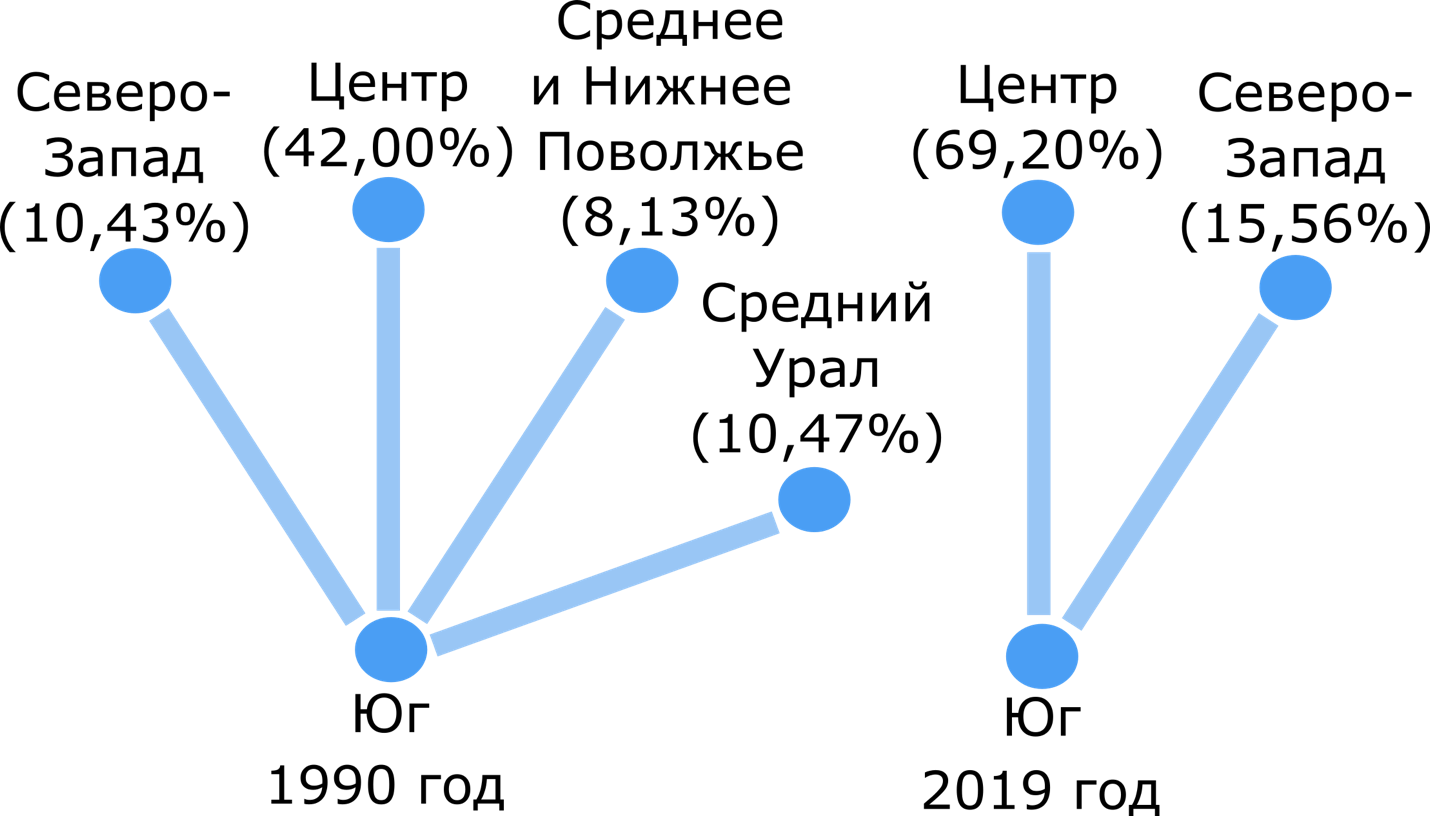 Северо-
Запад
(10,43%)
Центр
(42,00%)
Среднее
и Нижнее
Поволжье
(8,13%)
Средний
Урал
(10,47%)
Юг
1990 год
Центр
(69,20%)
Северо-
Запад
(15,56%)
Юг
2019 год